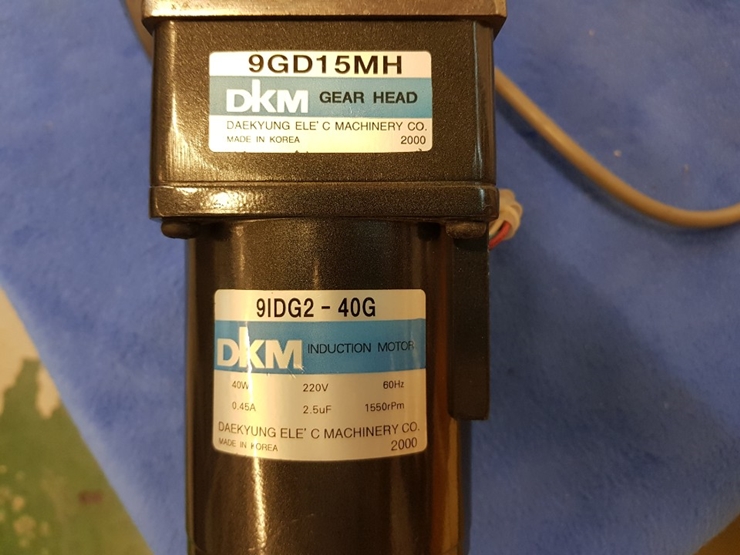 9GD15MH
DKM GEAR HEAD
DAEKYUNG ELE' C MACHINERY CO.
MADE IN KOREA 2000
9IDG2 - 40G
DKM INDUCTION MOTOR
40W 220V 60Hz
0.45A 2.5uF 1550rPm
DAEKYUNG ELE' C MACHINERY CO.
MADE IN KOREA 2000